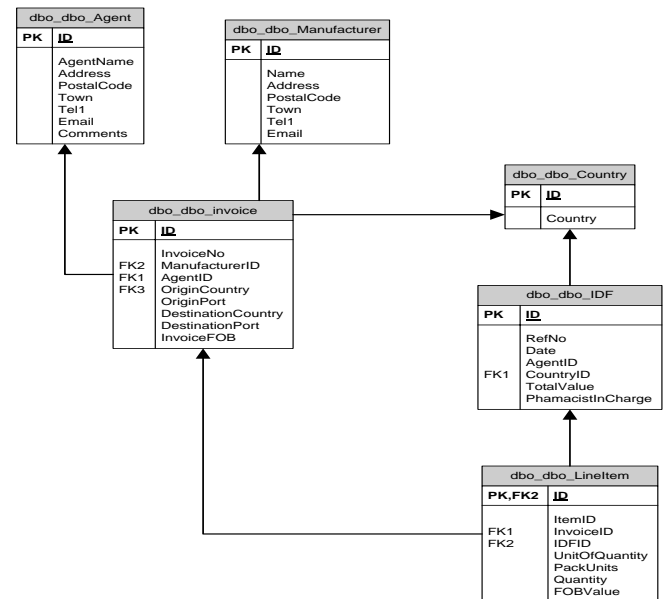 dbo_dbo_Agent
PK ID
AgentName
Address
PostalCode
Town
Tel1
Email
Comments
dbo_dbo_Manufacturer
PK ID
Name
Address
PostalCode
Town
Tel1
Email
dbo_dbo_Country
PK ID
Country
dbo_dbo_invoice
PK ID
InvoiceNo
FK2 ManufacturerID
FK1 AgentID
FK3 OriginCountry
OriginPort
DestinationCountry
DestinationPort
InvoiceFOB
dbo_dbo_IDF
PK ID
RefNo
Date
AgentID
FK1 CountryID
TotalValue
PhamacistInCharge
dbo_dbo_LineItem
PK,FK2 ID
ItemID
FK1 InvoiceID
FK2 IDFID
UnitOfQuantity
PackUnits
Quantity
FOBValue